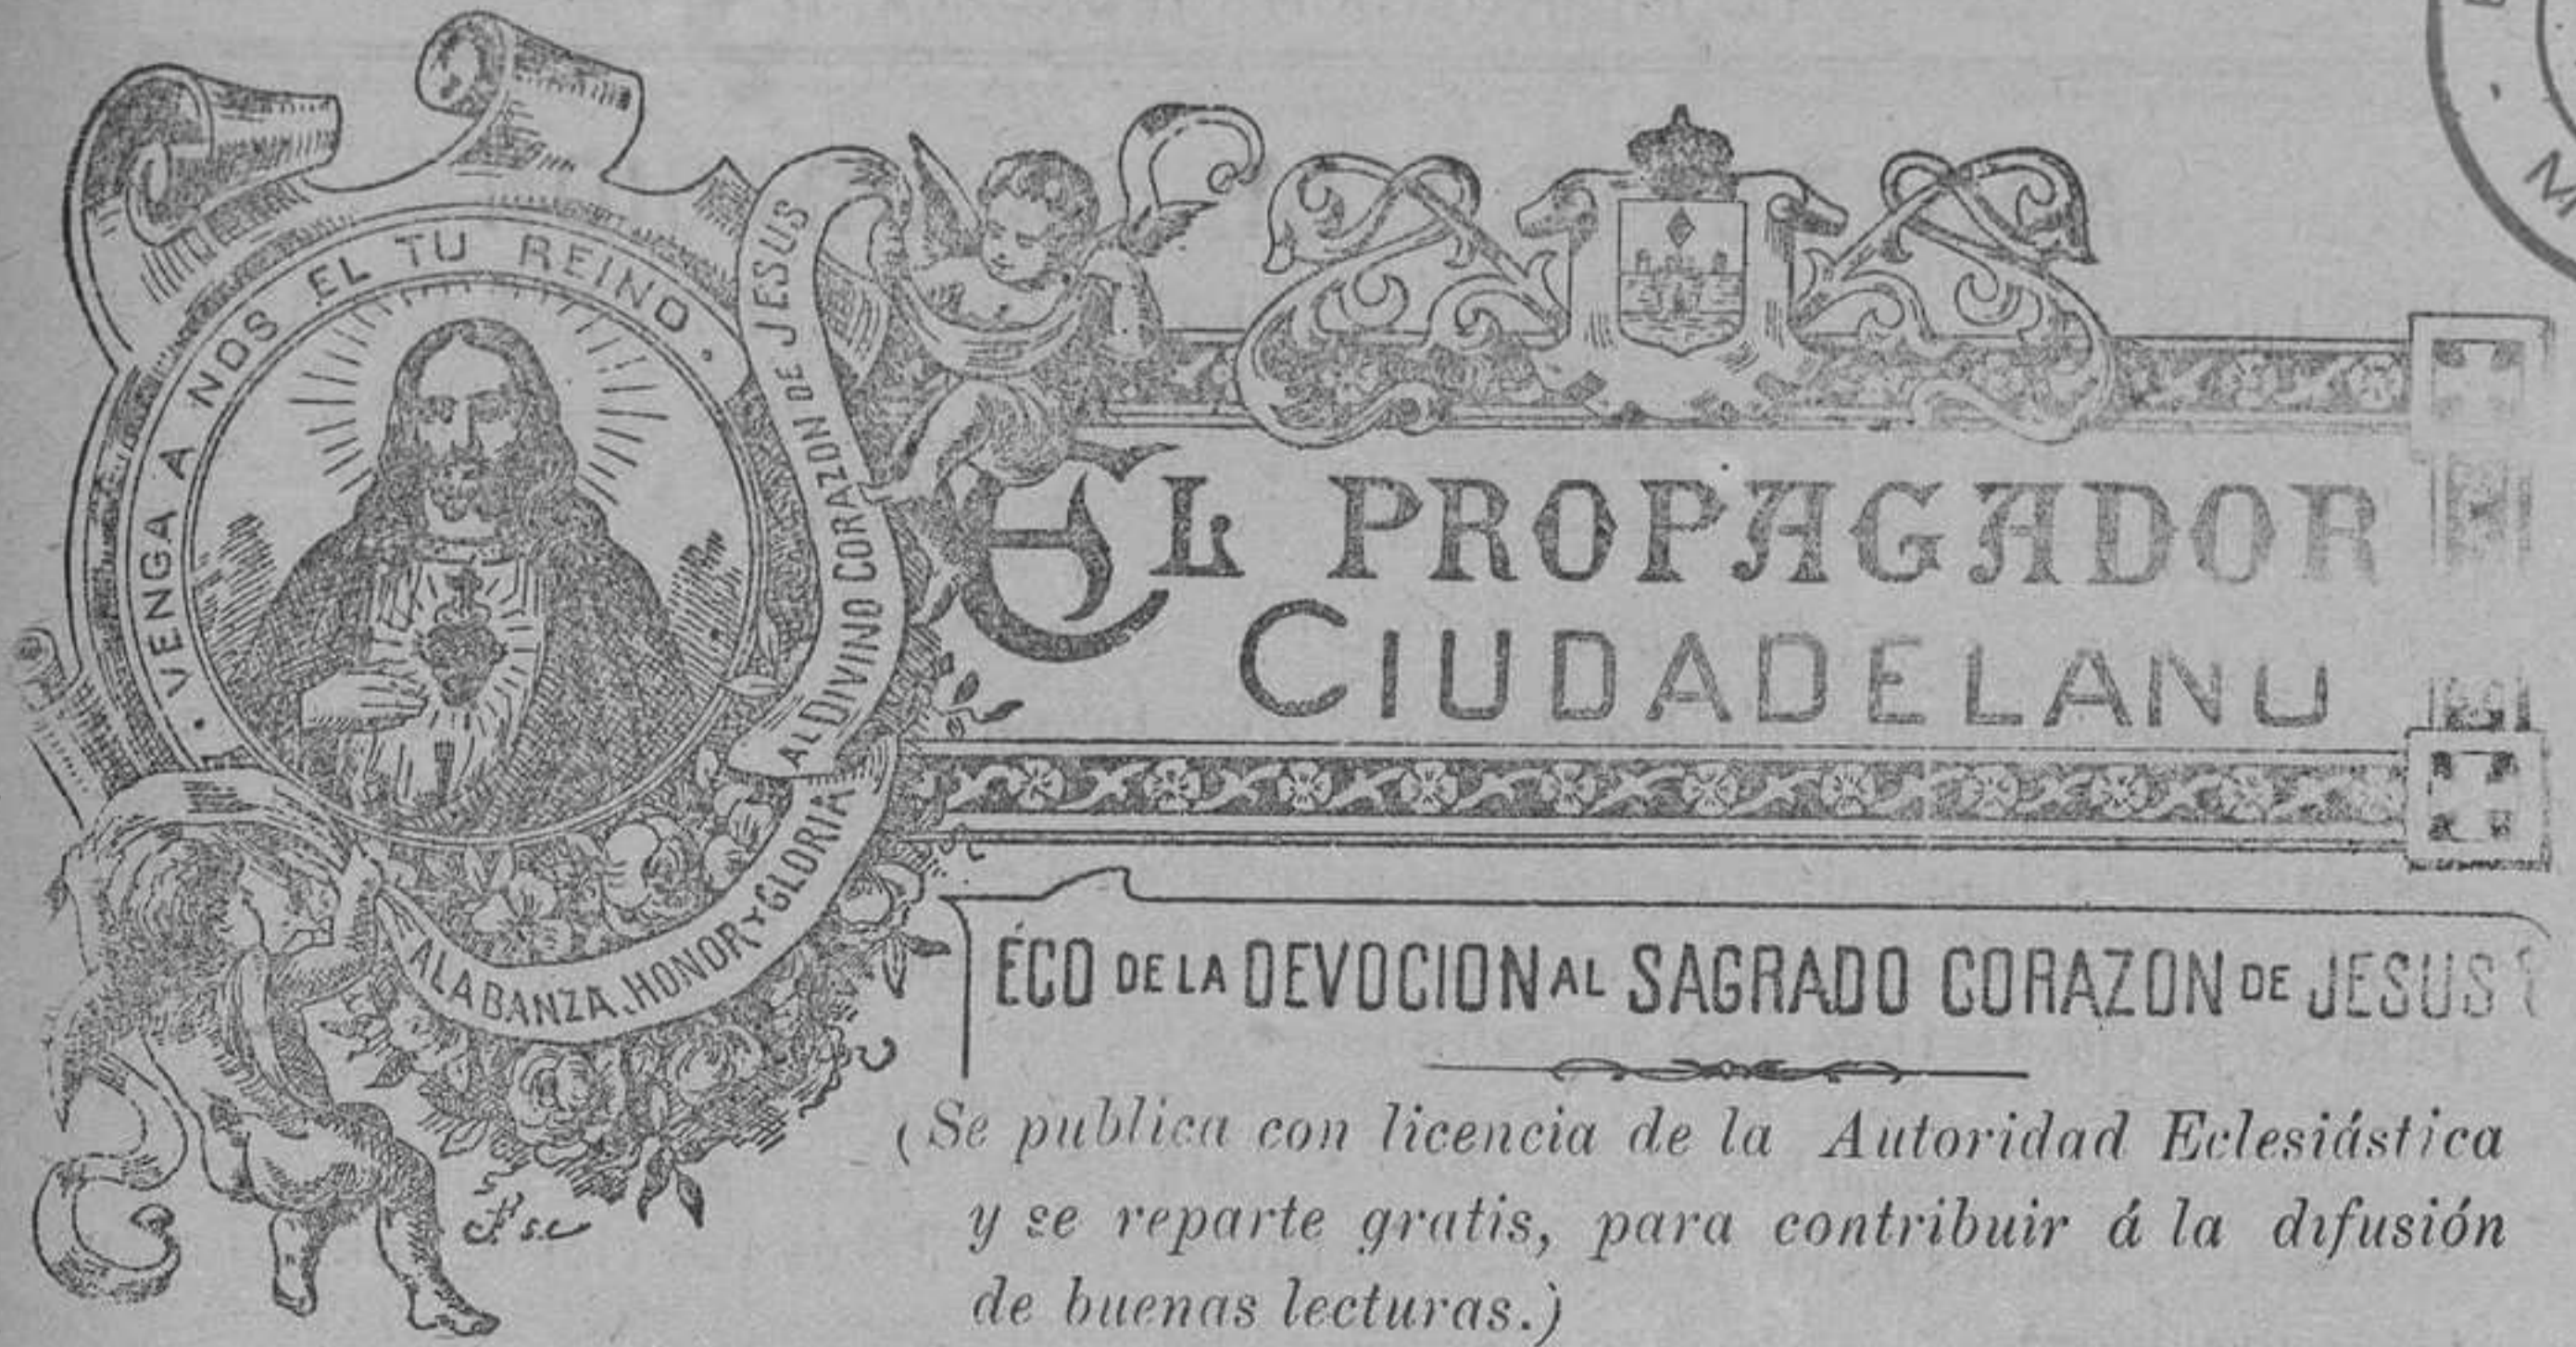 · VENGA A NOS EL TU REINO ·
ALABANZA, HONOR Y GLORIA
AL DIVINO CORAZON DE JESUS
EL PROPAGADOR
CIUDADELANO
ÉCO DE LA DEVOCION AL SAGRADO CORAZON DE JESUS
(Se publica con licencia de la Autoridad Eclesiástica
y se reparte gratis, para contribuir á la difusión
de buenas lecturas.)